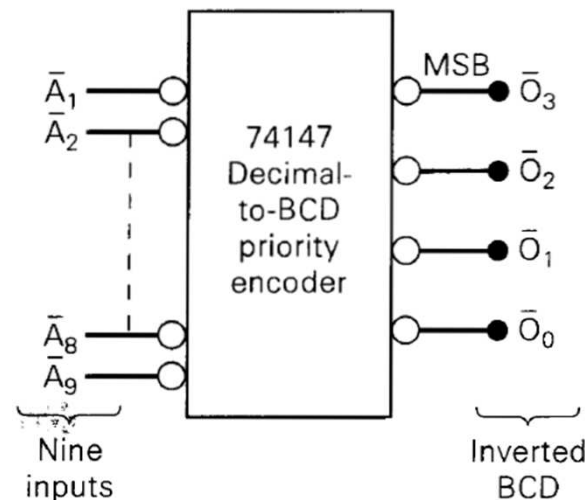 Ā₁
Ā₂
Ā₈
Ā₉
Nine
inputs
74147
Decimal-
to-BCD
priority
encoder
MSB
Ō₃
Ō₂
Ō₁
Ō₀
Inverted
BCD